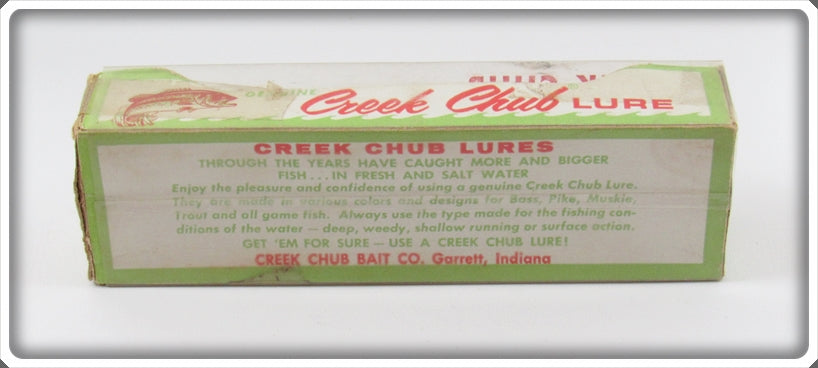 GENUINE Creek Chub LURE
CREEK CHUB LURES
THROUGH THE YEARS HAVE CAUGHT MORE AND BIGGER
FISH...IN FRESH AND SALT WATER
Enjoy the pleasure and confidence of using a genuine Creek Chub Lure.
They are made in various colors and designs for Bass, Pike, Muskie,
Trout and all game fish. Always use the type made for the fishing con-
ditions of the water — deep, weedy, shallow running or surface action.
GET 'EM FOR SURE — USE A CREEK CHUB LURE!
CREEK CHUB BAIT CO. Garrett, Indiana